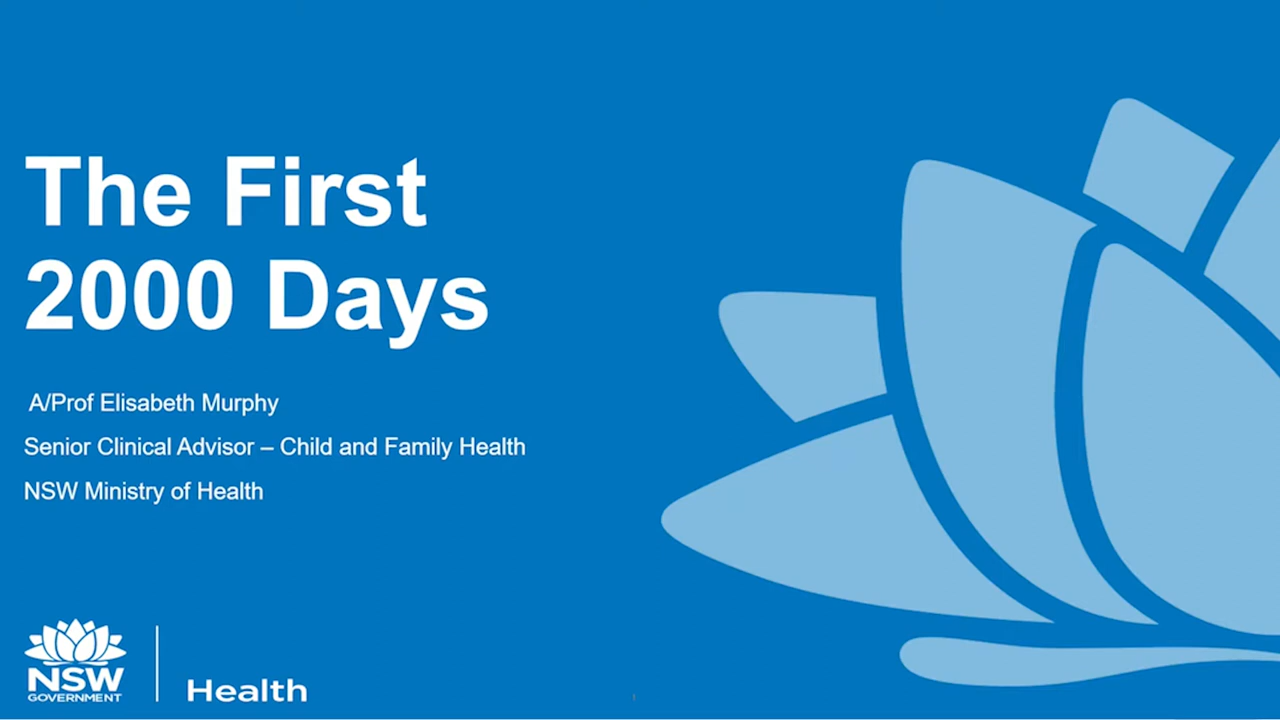 The First
2000 Days
A/Prof Elisabeth Murphy
Senior Clinical Advisor – Child and Family Health
NSW Ministry of Health
NSW
GOVERNMENT
Health